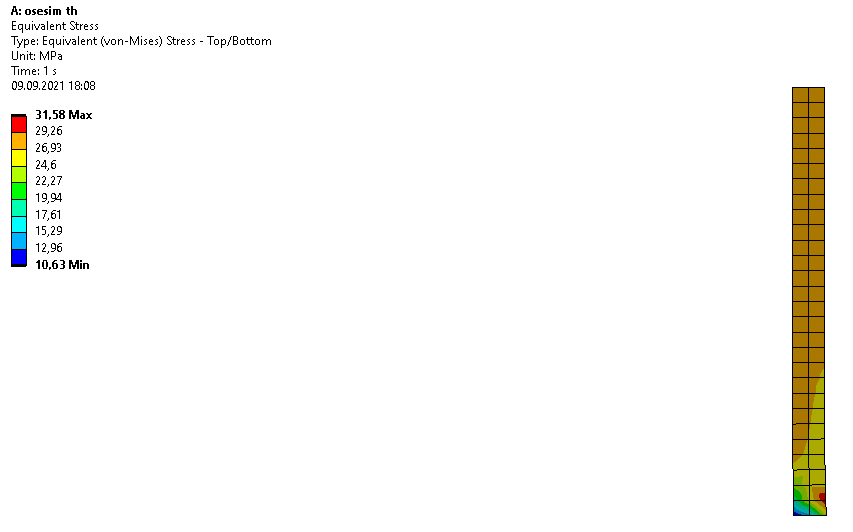 A: osesim th
Equivalent Stress
Type: Equivalent (von-Mises) Stress - Top/Bottom
Unit: MPa
Time: 1 s
09.09.2021 18:08
31,58 Max
29,26
26,93
24,6
22,27
19,94
17,61
15,29
12,96
10,63 Min